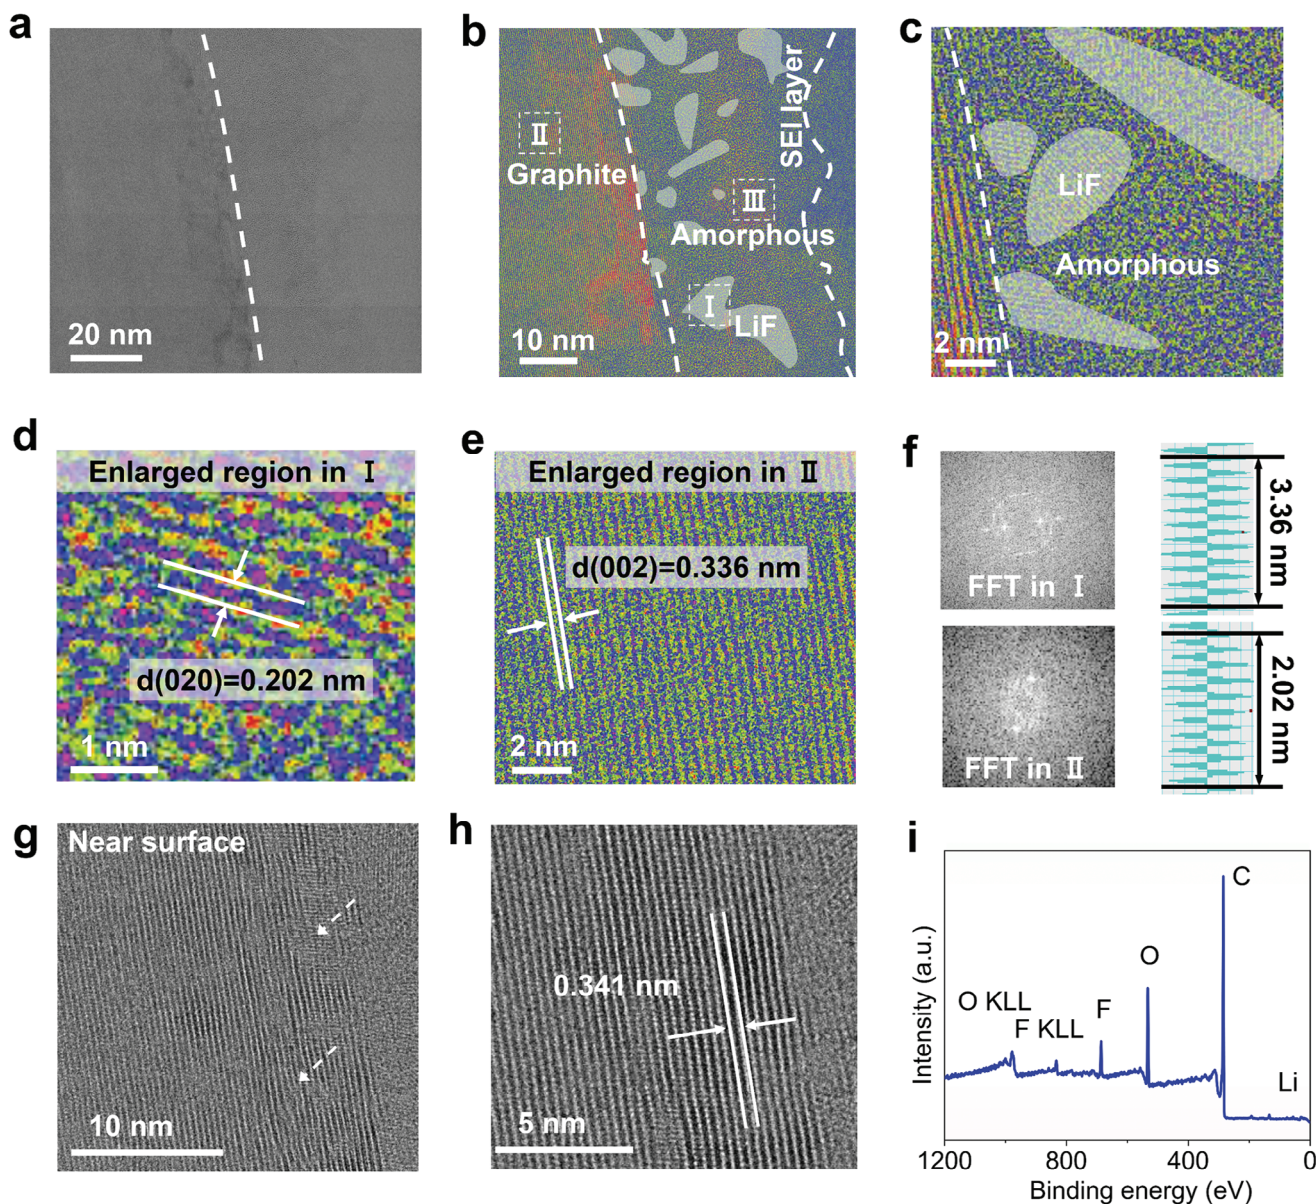 a
20 nm
b
Ⅱ
Graphite
SEI layer
Ⅲ
Amorphous
Ⅰ
LiF
10 nm
c
LiF
Amorphous
2 nm
d
Enlarged region in Ⅰ
d(020)=0.202 nm
1 nm
e
Enlarged region in Ⅱ
d(002)=0.336 nm
2 nm
f
FFT in Ⅰ
3.36 nm
FFT in Ⅱ
2.02 nm
g
Near surface
10 nm
h
0.341 nm
5 nm
i
Intensity (a.u.)
O KLL
F KLL
F
O
C
Li
1200
800
400
0
Binding energy (eV)